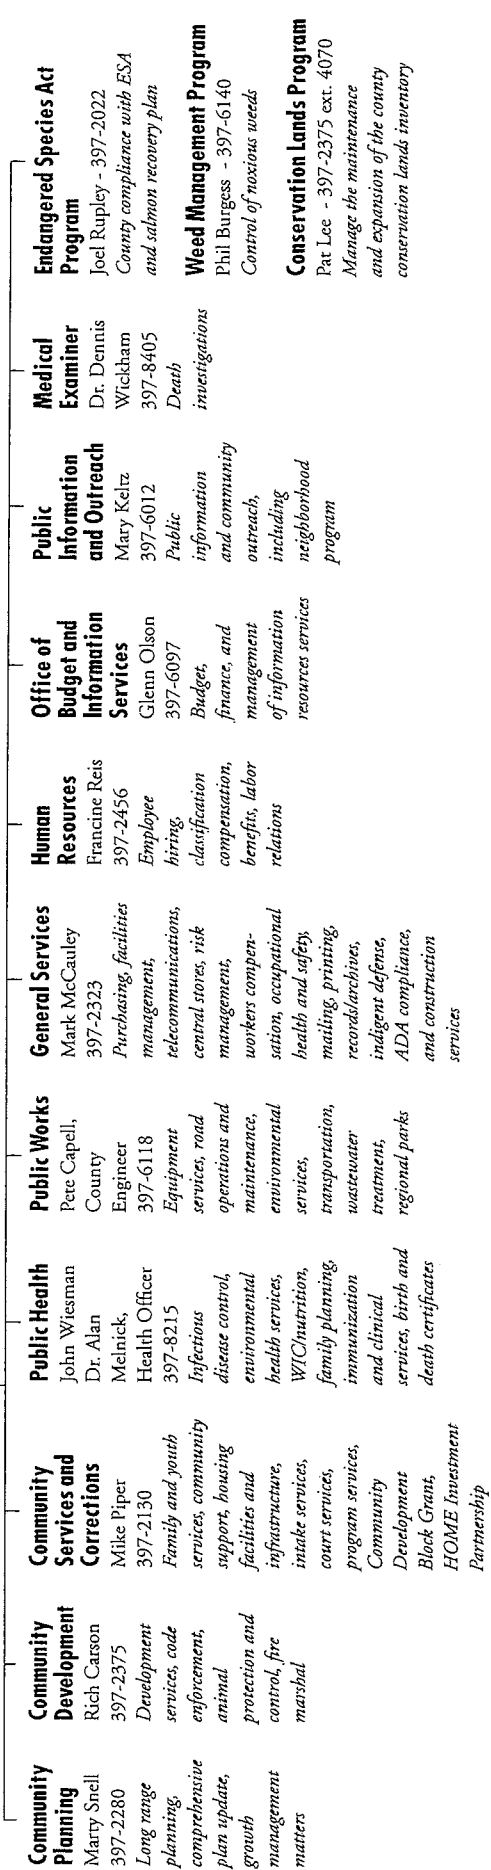 Community
Planning
Marty Snell
397-2280
Long range
planning,
comprehensive
plan update,
growth
management
matters
Community
Development
Rich Carson
397-2375
Development
services, code
enforcement,
animal
protection and
control, fire
marshal
Community
Services and
Corrections
Mike Piper
397-2130
Family and youth
services, community
support, housing
facilities and
infrastructure,
intake services,
court services,
program services,
Community
Development
Block Grant,
HOME Investment
Partnership
Public Health
John Wiesman
Dr. Alan
Melnick,
Health Officer
397-8215
Infectious
disease control,
environmental
health services,
WIC/nutrition,
family planning,
immunization
and clinical
services, birth and
death certificates
Public Works
Pete Capell,
County
Engineer
397-6118
Equipment
services, road
operations and
maintenance,
environmental
services,
transportation,
wastewater
treatment,
regional parks
General Services
Mark McCauley
397-2323
Purchasing, facilities
management,
telecommunications,
central stores, risk
management,
workers compen-
sation, occupational
health and safety,
mailing, printing,
records/archives,
indigent defense,
ADA compliance,
and construction
services
Human
Resources
Francine Reis
397-2456
Employee
hiring,
classification
compensation,
benefits, labor
relations
Office of
Budget and
Information
Services
Glenn Olson
397-6097
Budget,
finance, and
management
of information
resources services
Public
Information
and Outreach
Mary Keltz
397-6012
Public
information
and community
outreach,
including
neighborhood
program
Medical
Examiner
Dr. Dennis
Wickham
397-8405
Death
investigations
Endangered Species Act
Program
Joel Rupley - 397-2022
County compliance with ESA
and salmon recovery plan
Weed Management Program
Phil Burgess - 397-6140
Control of noxious weeds
Conservation Lands Program
Pat Lee - 397-2375 ext. 4070
Manage the maintenance
and expansion of the county
conservation lands inventory